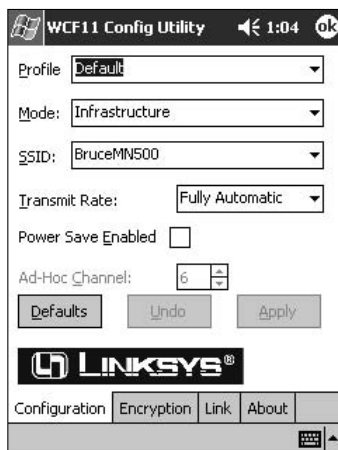 WCF11 Config Utility 1:04 ok
Profile Default
Mode: Infrastructure
SSID: BruceMN500
Transmit Rate: Fully Automatic
Power Save Enabled
Ad-Hoc Channel: 6
Defaults Undo Apply
LINKSYS®
Configuration Encryption Link About